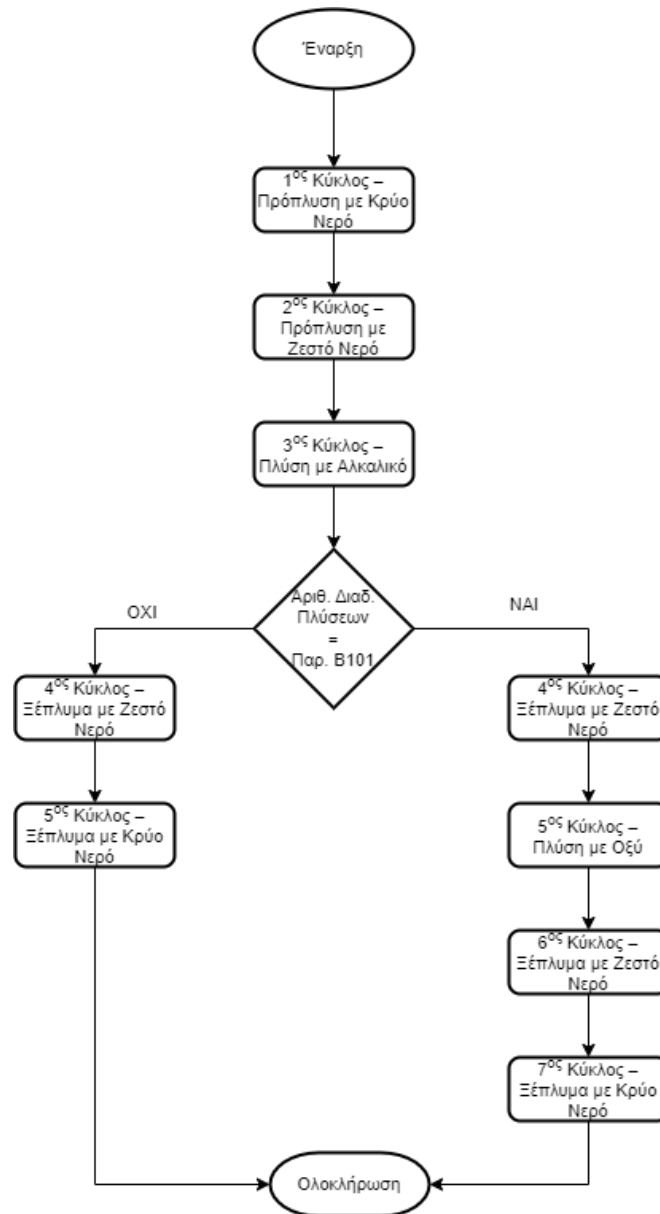 Έναρξη
1ος Κύκλος –
Πρόπλυση με Κρύο
Νερό
2ος Κύκλος –
Πρόπλυση με
Ζεστό Νερό
3ος Κύκλος –
Πλύση με Αλκαλικό
Αριθ. Διαδ.
Πλύσεων
=
Παρ. B101
ΟΧΙ
4ος Κύκλος –
Ξέπλυμα με Ζεστό
Νερό
5ος Κύκλος –
Ξέπλυμα με Κρύο
Νερό
ΝΑΙ
4ος Κύκλος –
Ξέπλυμα με Ζεστό
Νερό
5ος Κύκλος –
Πλύση με Οξύ
6ος Κύκλος –
Ξέπλυμα με Ζεστό
Νερό
7ος Κύκλος –
Ξέπλυμα με Κρύο
Νερό
Ολοκλήρωση